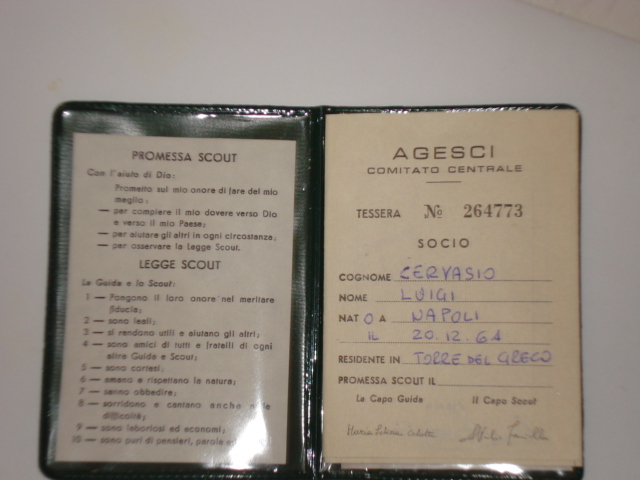 PROMESSA SCOUT
Con l'aiuto di Dio:
Prometto sul mio onore di fare del mio
meglio:
— per compiere il mio dovere verso Dio
e verso il mio Paese;
— per aiutare gli altri in ogni circostanza;
— per osservare la Legge Scout.
LEGGE SCOUT
La Guida e lo Scout:
1 — Pongono il loro onore nel meritare
fiducia;
2 — sono leali;
3 — si rendono utili e aiutano gli altri;
4 — sono amici di tutti e fratelli di ogni
altra Guida e Scout;
5 — sono cortesi;
6 — amano e rispettano la natura;
7 — sanno obbedire;
8 — sorridono e cantano anche nelle
difficoltà;
9 — sono laboriosi ed economi;
10 — sono puri di pensieri, parole ed
AGESCI
COMITATO CENTRALE
TESSERA № 264773
SOCIO
COGNOME CERVASIO
NOME LUIGI
NAT O A NAPOLI
IL 20.12.61
RESIDENTE IN TORRE DEL GRECO
PROMESSA SCOUT IL
La Capo Guida Il Capo Scout
Maria